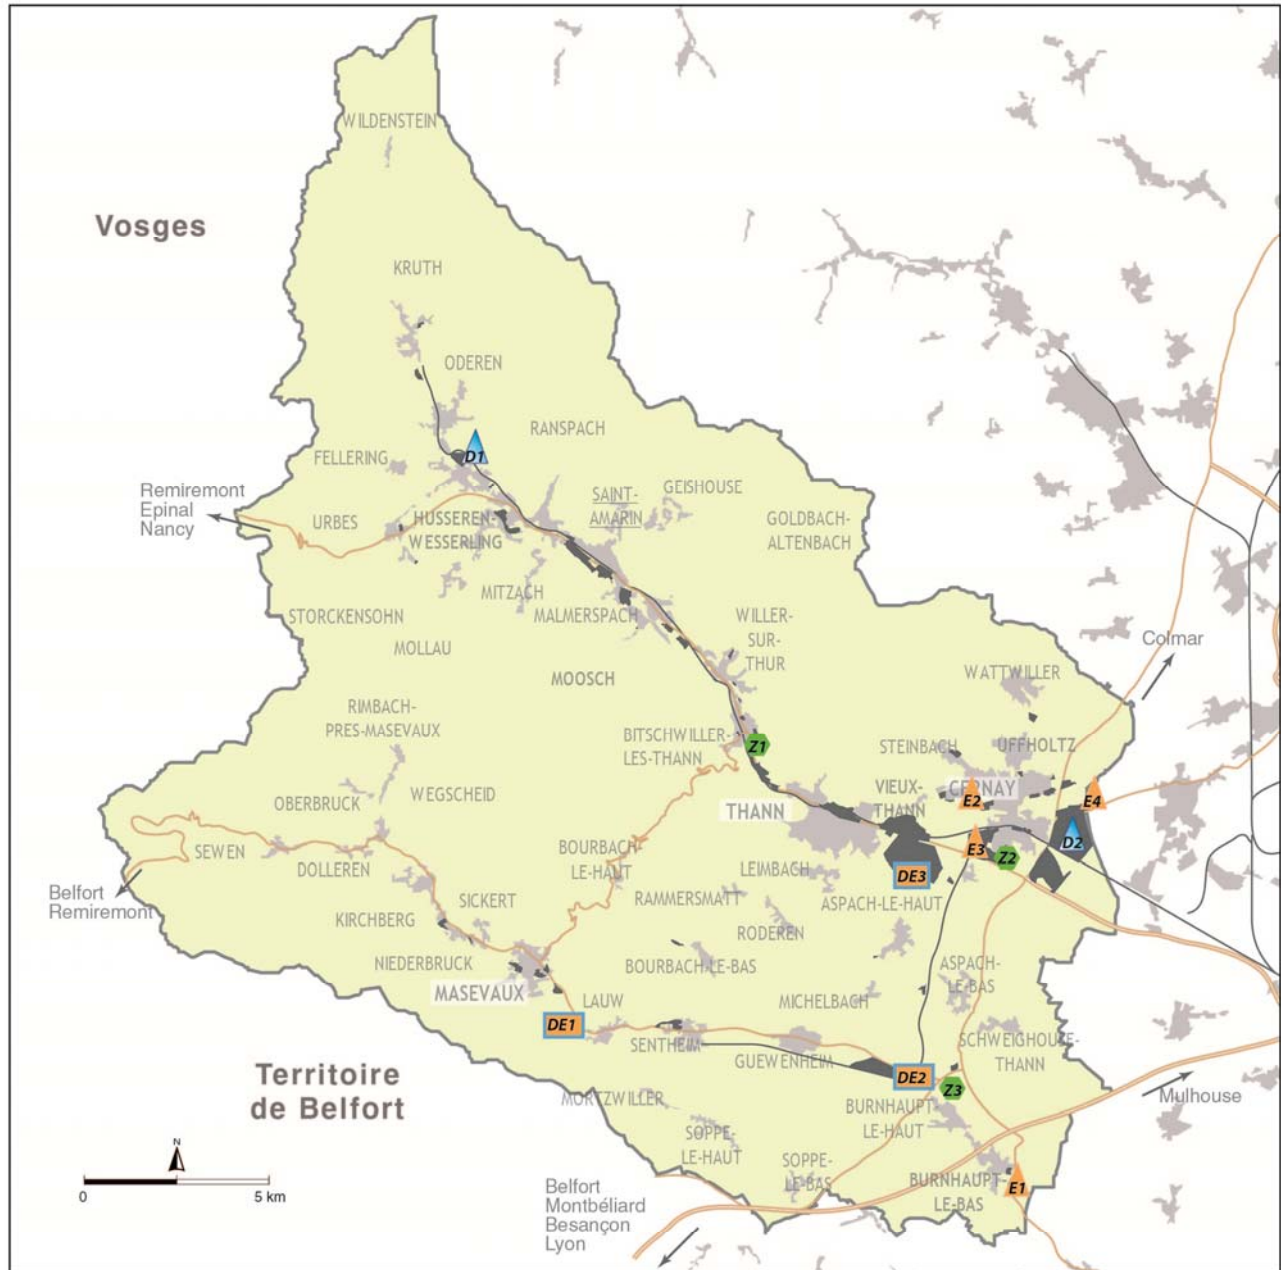 WILDENSTEIN
Vosges
KRUTH
ODEREN
RANSPACH
D1
FELLERING
Remiremont
Epinal
Nancy
URBES
HUSSEREN-
WESSERLING
SAINT-
AMARIN
GEISHOUSE
GOLDBACH-
ALTENBACH
MITZACH
STORCKENSOHN
MALMERSPACH
WILLER-
SUR-
THUR
MOLLAU
Colmar
MOOSCH
WATTWILLER
RIMBACH-
PRES-MASEVAUX
BITSCHWILLER-
LES-THANN
Z1
STEINBACH
UFFHOLTZ
OBERBRUCK
WEGSCHEID
VIEUX-
THANN
CERNAY
E2
E4
THANN
SEWEN
DOLLEREN
BOURBACH-
LE-HAUT
E3
Z2
D2
Belfort
Remiremont
LEIMBACH
DE3
RAMMERSMATT
ASPACH-LE-HAUT
SICKERT
KIRCHBERG
RODEREN
NIEDERBRUCK
BOURBACH-LE-BAS
ASPACH-
LE-BAS
MASEVAUX
LAUW
MICHELBACH
DE1
SENTHEIM
GUEWENHEIM
SCHWEIGHOUSE-
THANN
DE2
Z3
Territoire
de Belfort
MORTZWILLER
BURNHAUPT-
LE-HAUT
Mulhouse
SOPPE-
LE-HAUT
SOPPE-
LE-BAS
BURNHAUPT-
LE-BAS
E1
N
0
5 km
Belfort
Montbéliard
Besançon
Lyon